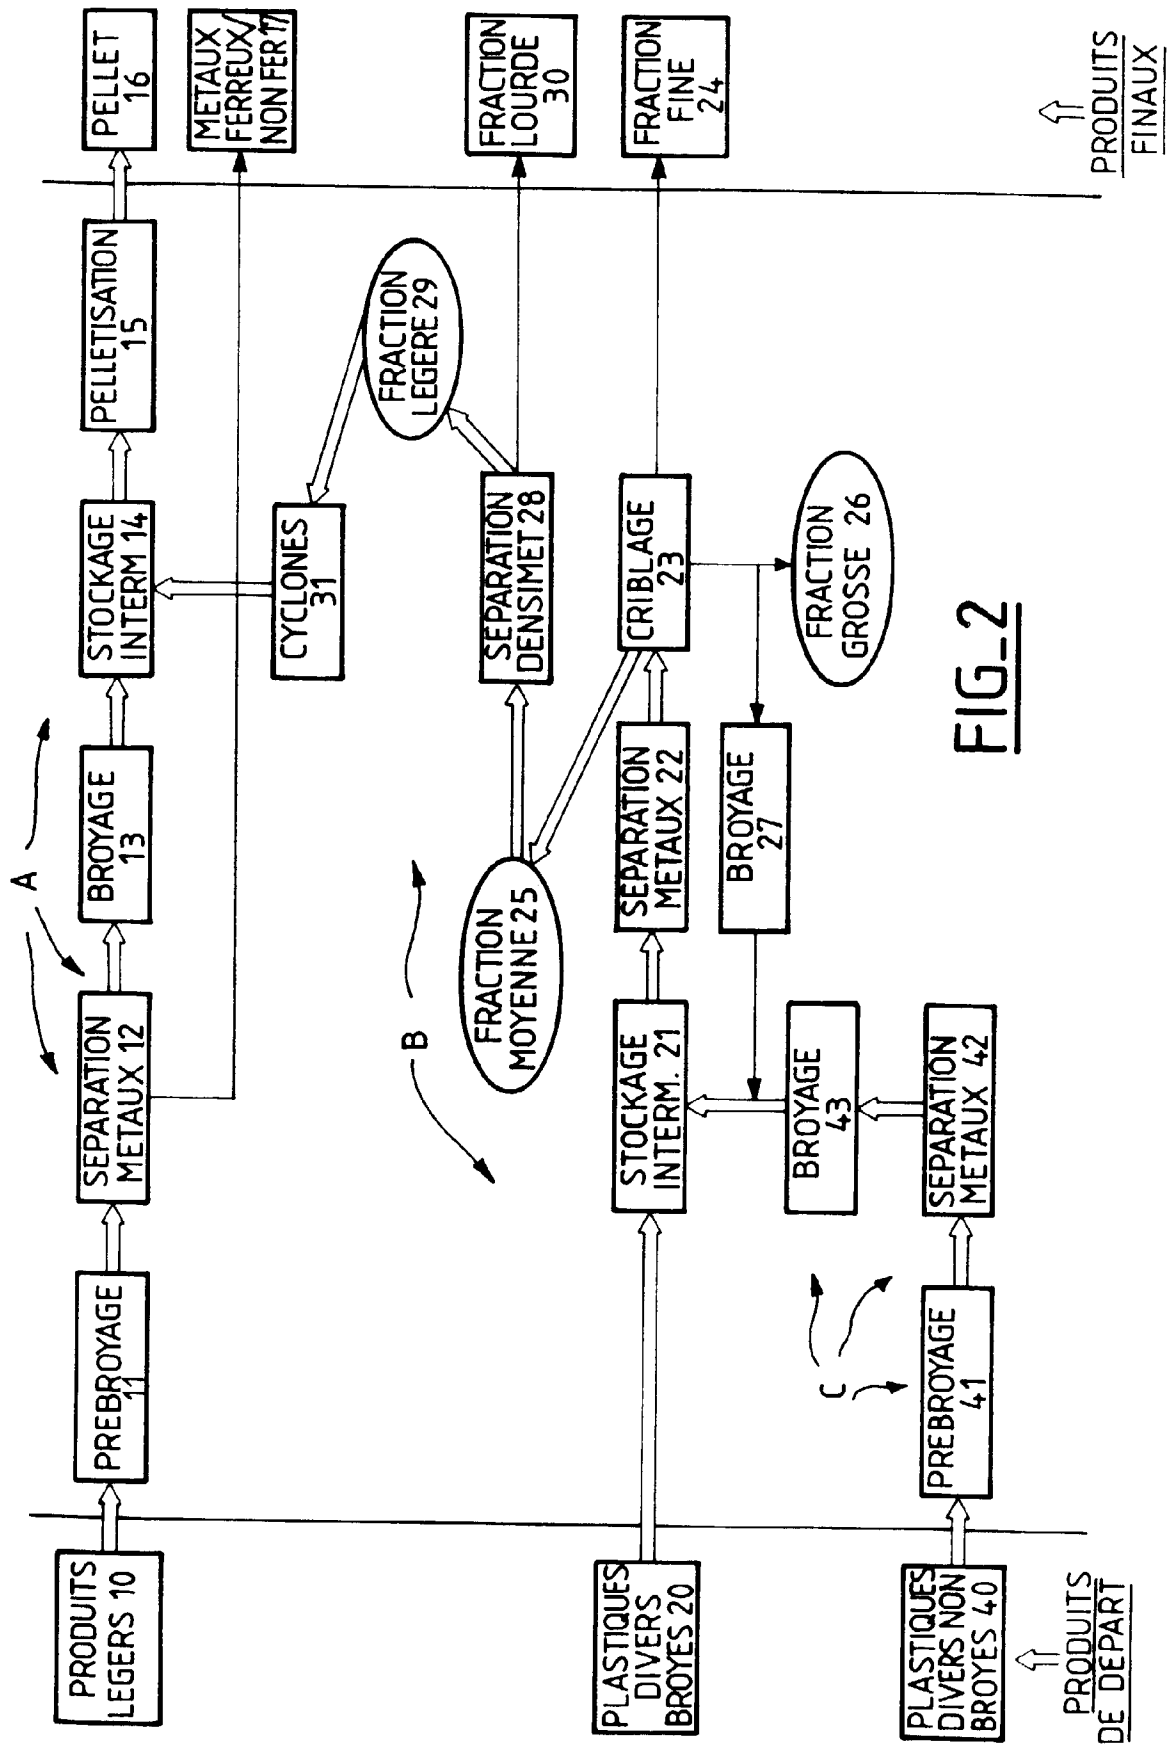 PRODUITS
LEGERS 10
PREBROYAGE
11
SEPARATION
METAUX 12
A
BROYAGE
13
STOCKAGE
INTERM 14
PELLETISATION
15
PELLET
16
METAUX
FERREUX/
NON FER 17
CYCLONES
31
FRACTION
LEGERE 29
B
FRACTION
MOYENNE 25
SEPARATION
DENSIMET 28
FRACTION
LOURDE
30
PLASTIQUES
DIVERS
BROYES 20
STOCKAGE
INTERM. 21
SEPARATION
METAUX 22
CRIBLAGE
23
FRACTION
FINE
24
BROYAGE
27
FRACTION
GROSSE 26
BROYAGE
43
C
PLASTIQUES
DIVERS NON
BROYES 40
PREBROYAGE
41
SEPARATION
METAUX 42
PRODUITS
DE DEPART
PRODUITS
FINAUX
FIG_2